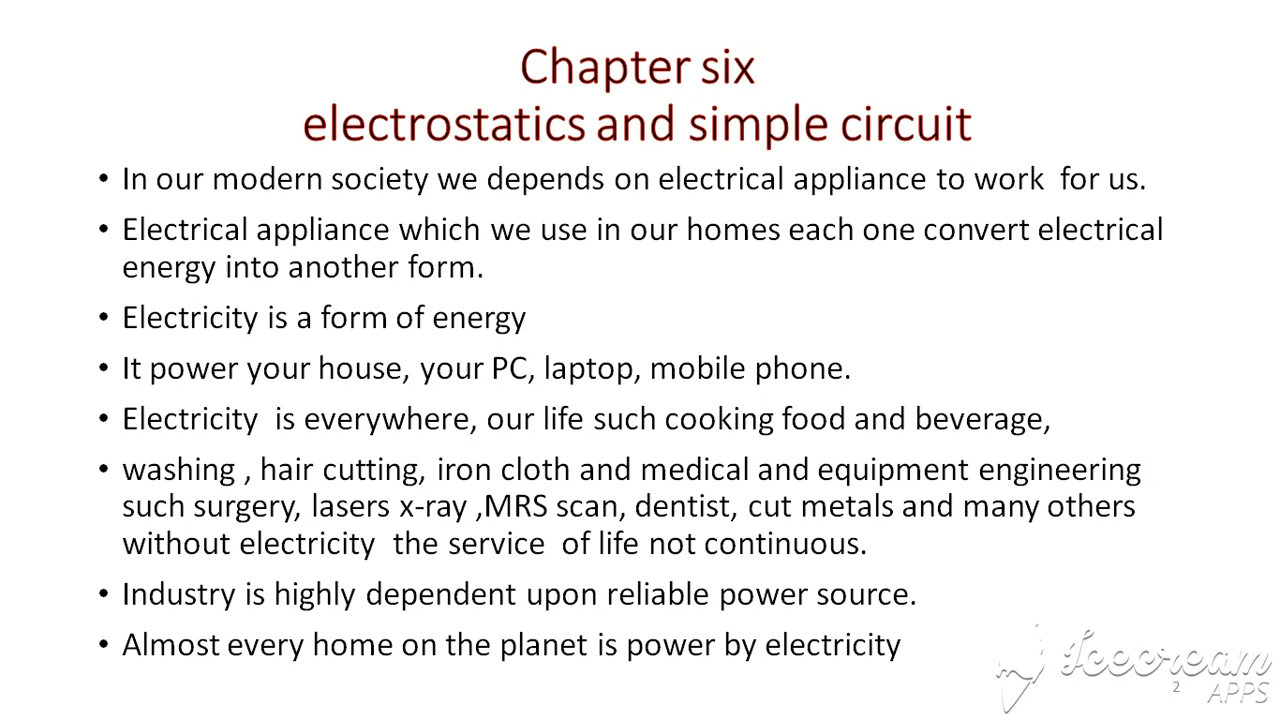 Chapter six
electrostatics and simple circuit
• In our modern society we depends on electrical appliance to work for us.
• Electrical appliance which we use in our homes each one convert electrical
energy into another form.
• Electricity is a form of energy
• It power your house, your PC, laptop, mobile phone.
• Electricity is everywhere, our life such cooking food and beverage,
• washing , hair cutting, iron cloth and medical and equipment engineering
such surgery, lasers x-ray ,MRS scan, dentist, cut metals and many others
without electricity the service of life not continuous.
• Industry is highly dependent upon reliable power source.
• Almost every home on the planet is power by electricity
Icecream
2
APPS